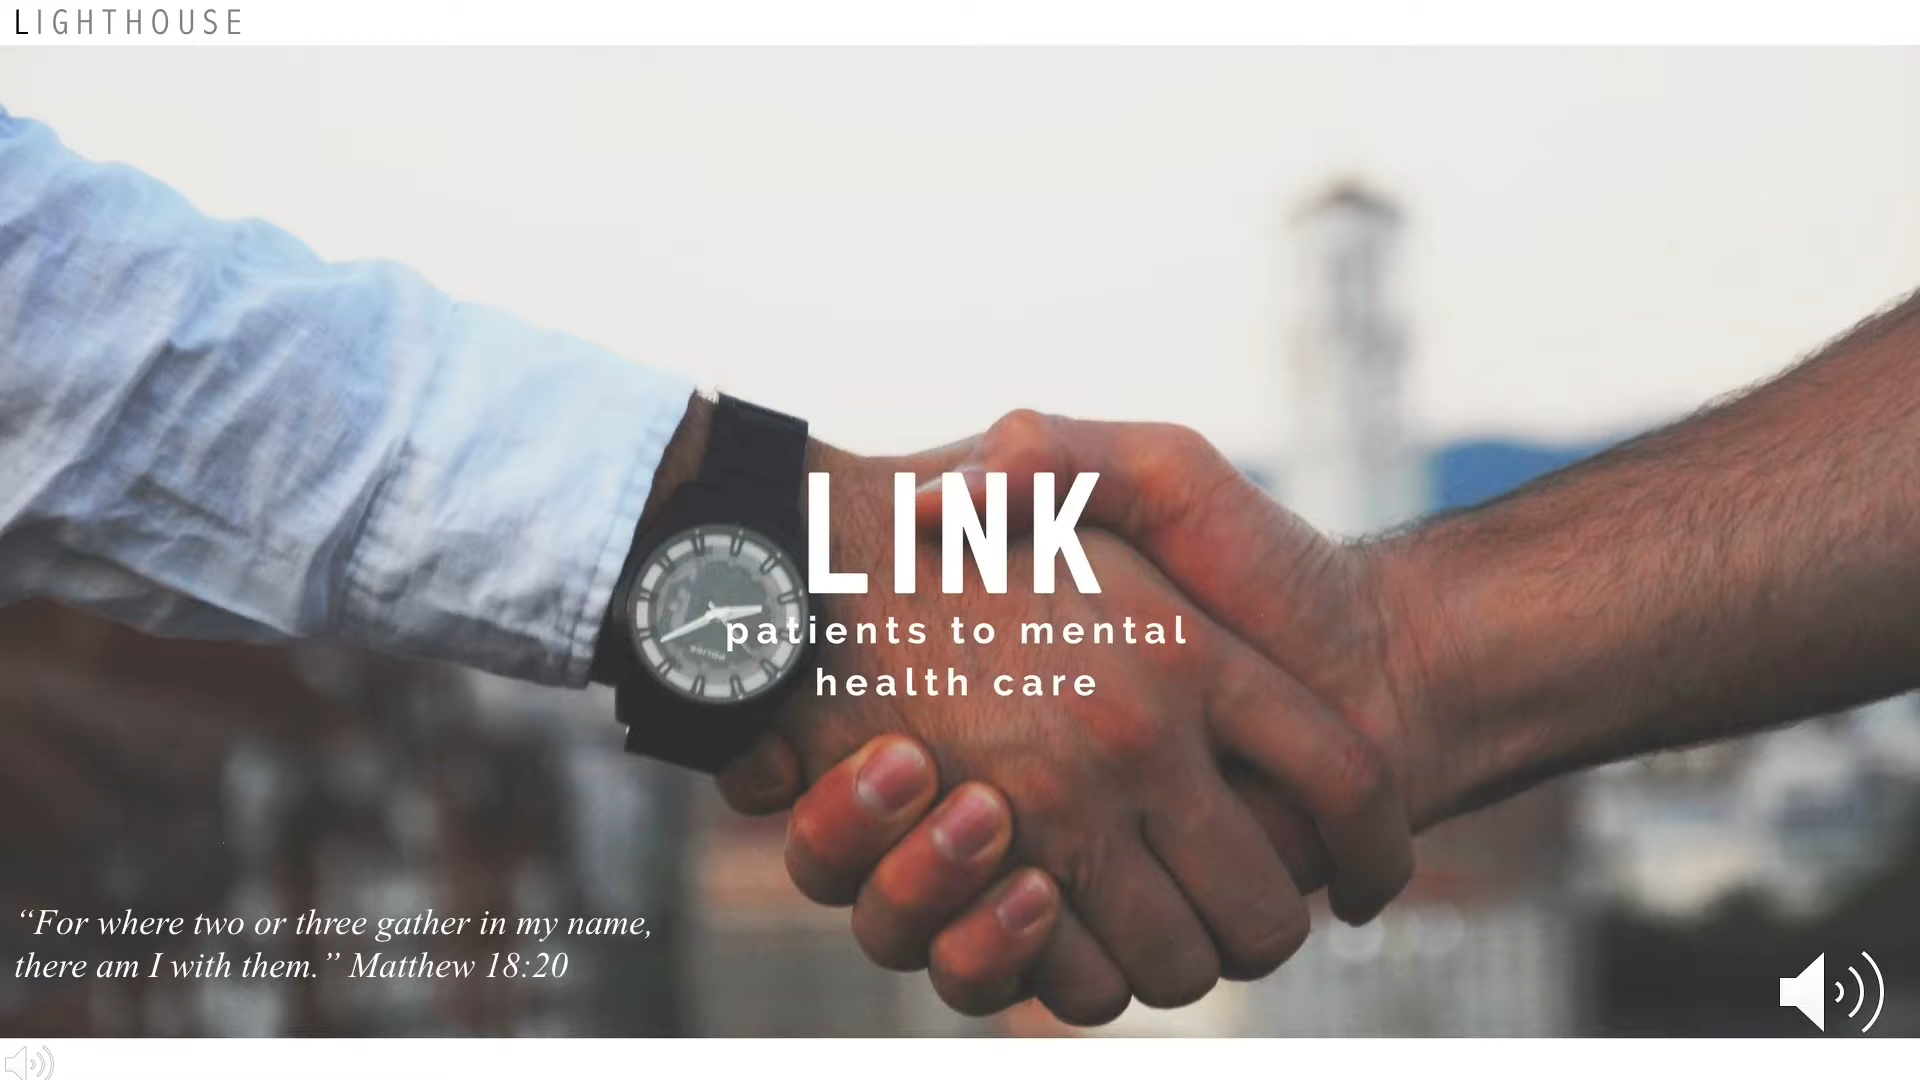 LIGHTHOUSE
LINK
patients to mental
health care
POLICE
“For where two or three gather in my name,
there am I with them.” Matthew 18:20